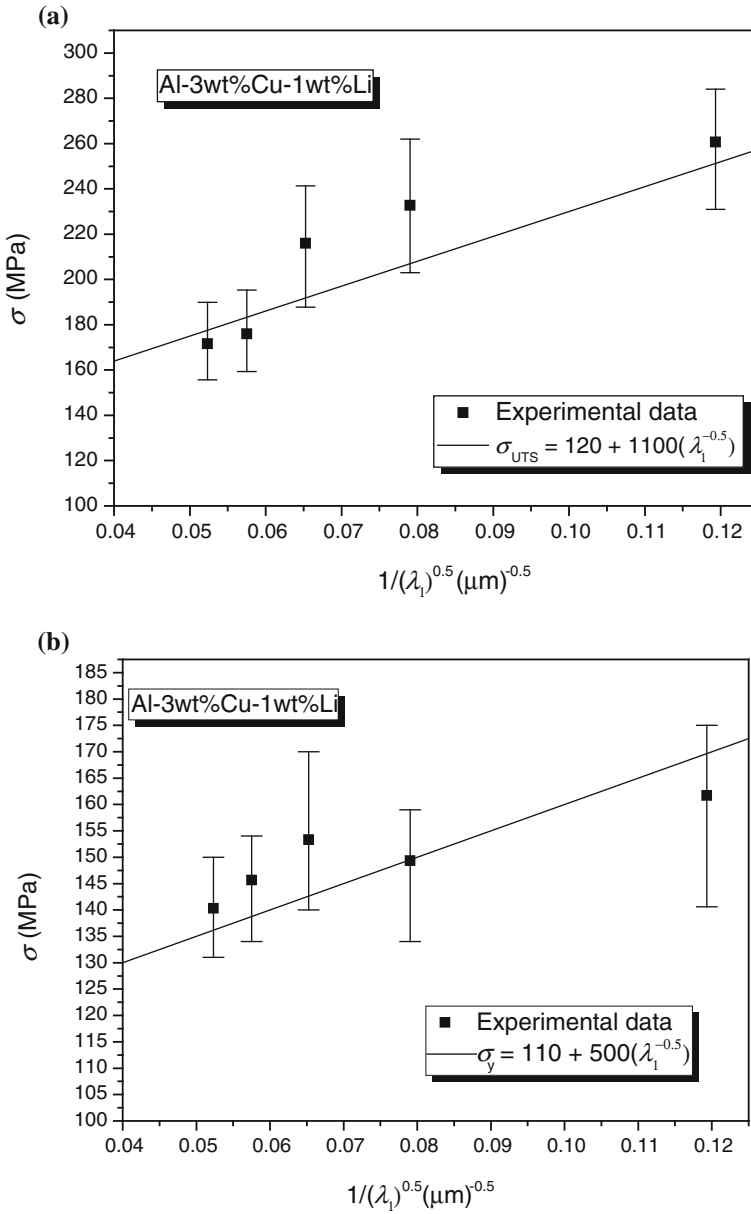 (a)
Al-3wt%Cu-1wt%Li
300
280
260
240
220
200
180
160
140
120
100
σ (MPa)
Experimental data
σ_UTS = 120 + 1100(λ₁^-0.5)
0.04 0.05 0.06 0.07 0.08 0.09 0.10 0.11 0.12
1/(λ₁)^0.5 (μm)^-0.5
(b)
Al-3wt%Cu-1wt%Li
185
180
175
170
165
160
155
150
145
140
135
130
125
120
115
110
105
100
σ (MPa)
Experimental data
σ_y = 110 + 500(λ₁^-0.5)
0.04 0.05 0.06 0.07 0.08 0.09 0.10 0.11 0.12
1/(λ₁)^0.5 (μm)^-0.5